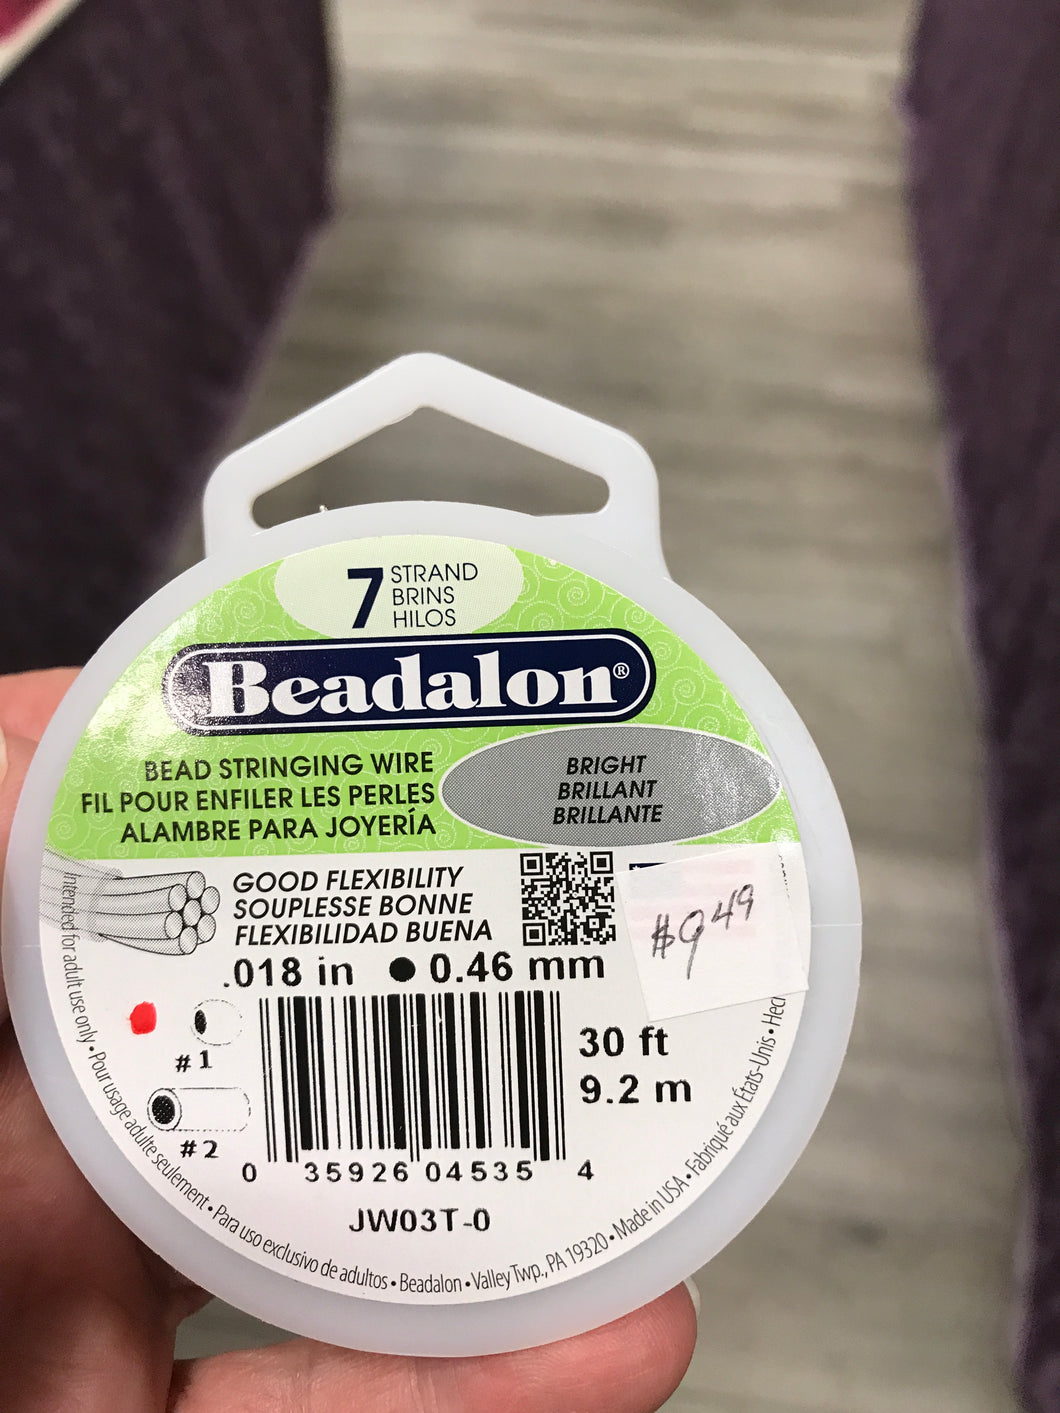 7 STRAND
BRINS
HILOS
Beadalon®
BEAD STRINGING WIRE
FIL POUR ENFILER LES PERLES
ALAMBRE PARA JOYERÍA
BRIGHT
BRILLANT
BRILLANTE
GOOD FLEXIBILITY
SOUPLESSE BONNE
FLEXIBILIDAD BUENA
$9.49
.018 in ● 0.46 mm
#1
#2
30 ft
9.2 m
0 35926 04535 4
JW03T-0
Intended for adult use only • Pour usage adulte seulement • Para uso exclusivo de adultos • Beadalon • Valley Twp., PA 19320 • Made in USA • Fabriqué aux États-Unis •